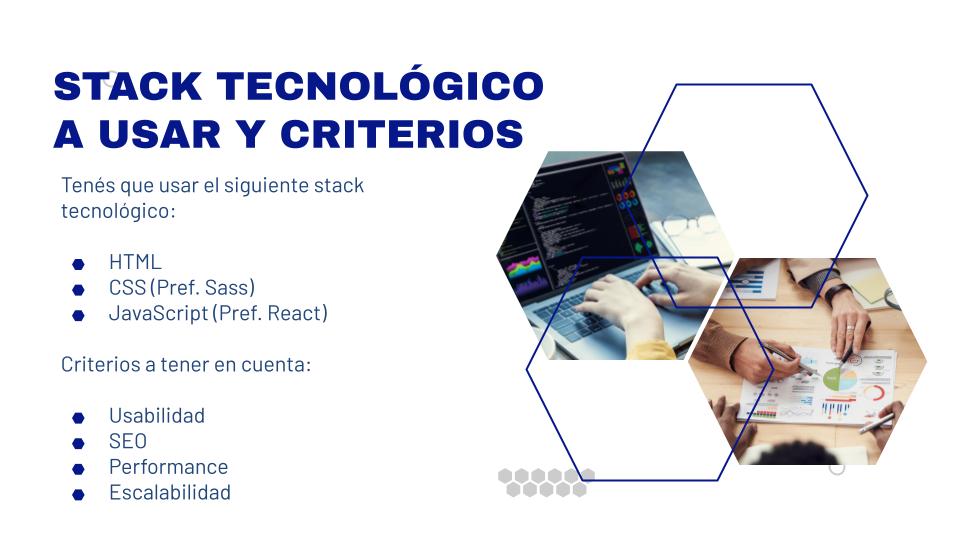 STACK TECNOLÓGICO
A USAR Y CRITERIOS
Tenés que usar el siguiente stack
tecnológico:
HTML
CSS (Pref. Sass)
JavaScript (Pref. React)
Criterios a tener en cuenta:
Usabilidad
SEO
Performance
Escalabilidad